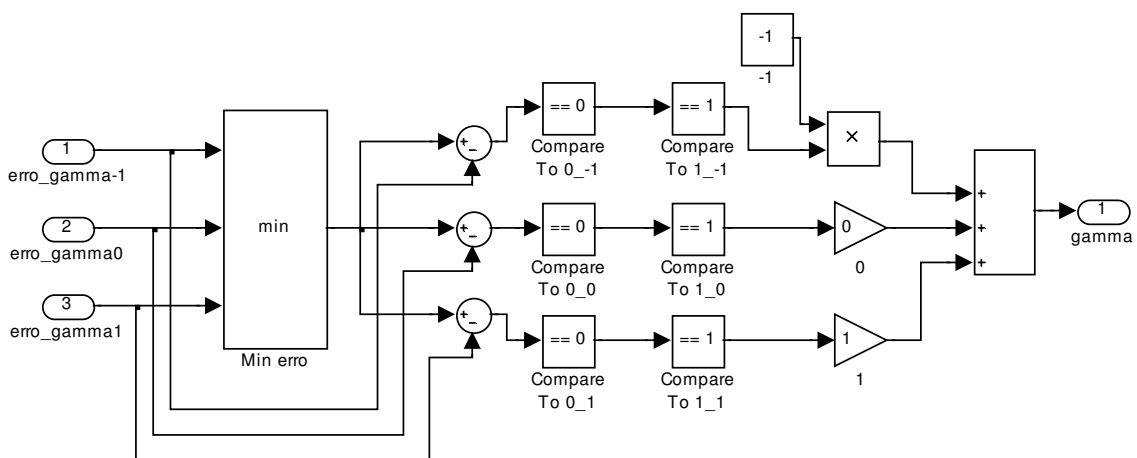 -1
-1
== 0
== 1
Compare
To 0_-1
Compare
To 1_-1
×
1
erro_gamma-1
2
erro_gamma0
3
erro_gamma1
min
Min erro
+
−
+
−
+
−
== 0
== 1
Compare
To 0_0
Compare
To 1_0
0
0
== 0
== 1
Compare
To 0_1
Compare
To 1_1
1
1
+
+
+
1
gamma